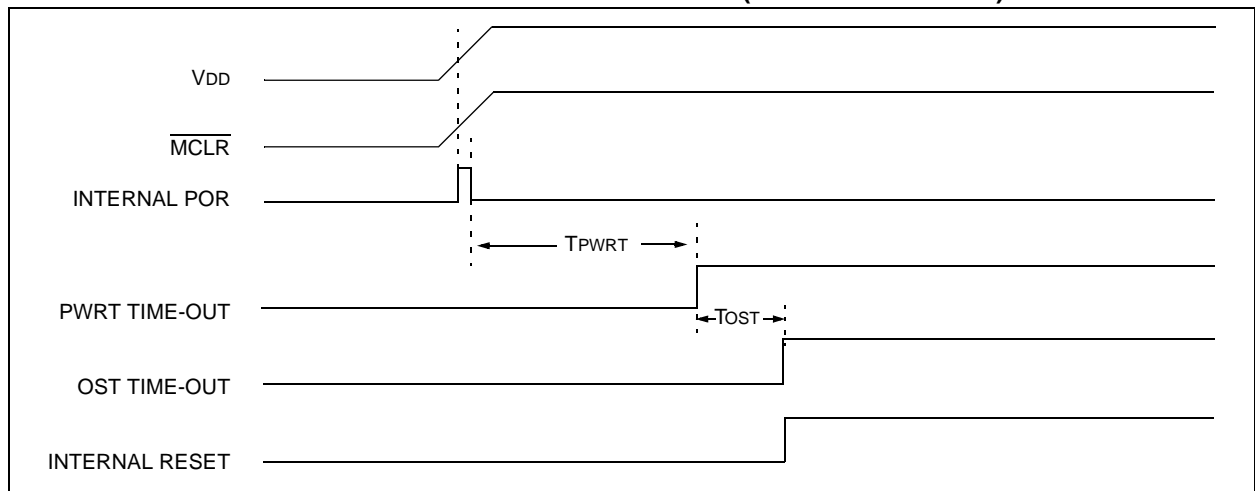 VDD
MCLR
INTERNAL POR
TPWRT
PWRT TIME-OUT
TOST
OST TIME-OUT
INTERNAL RESET